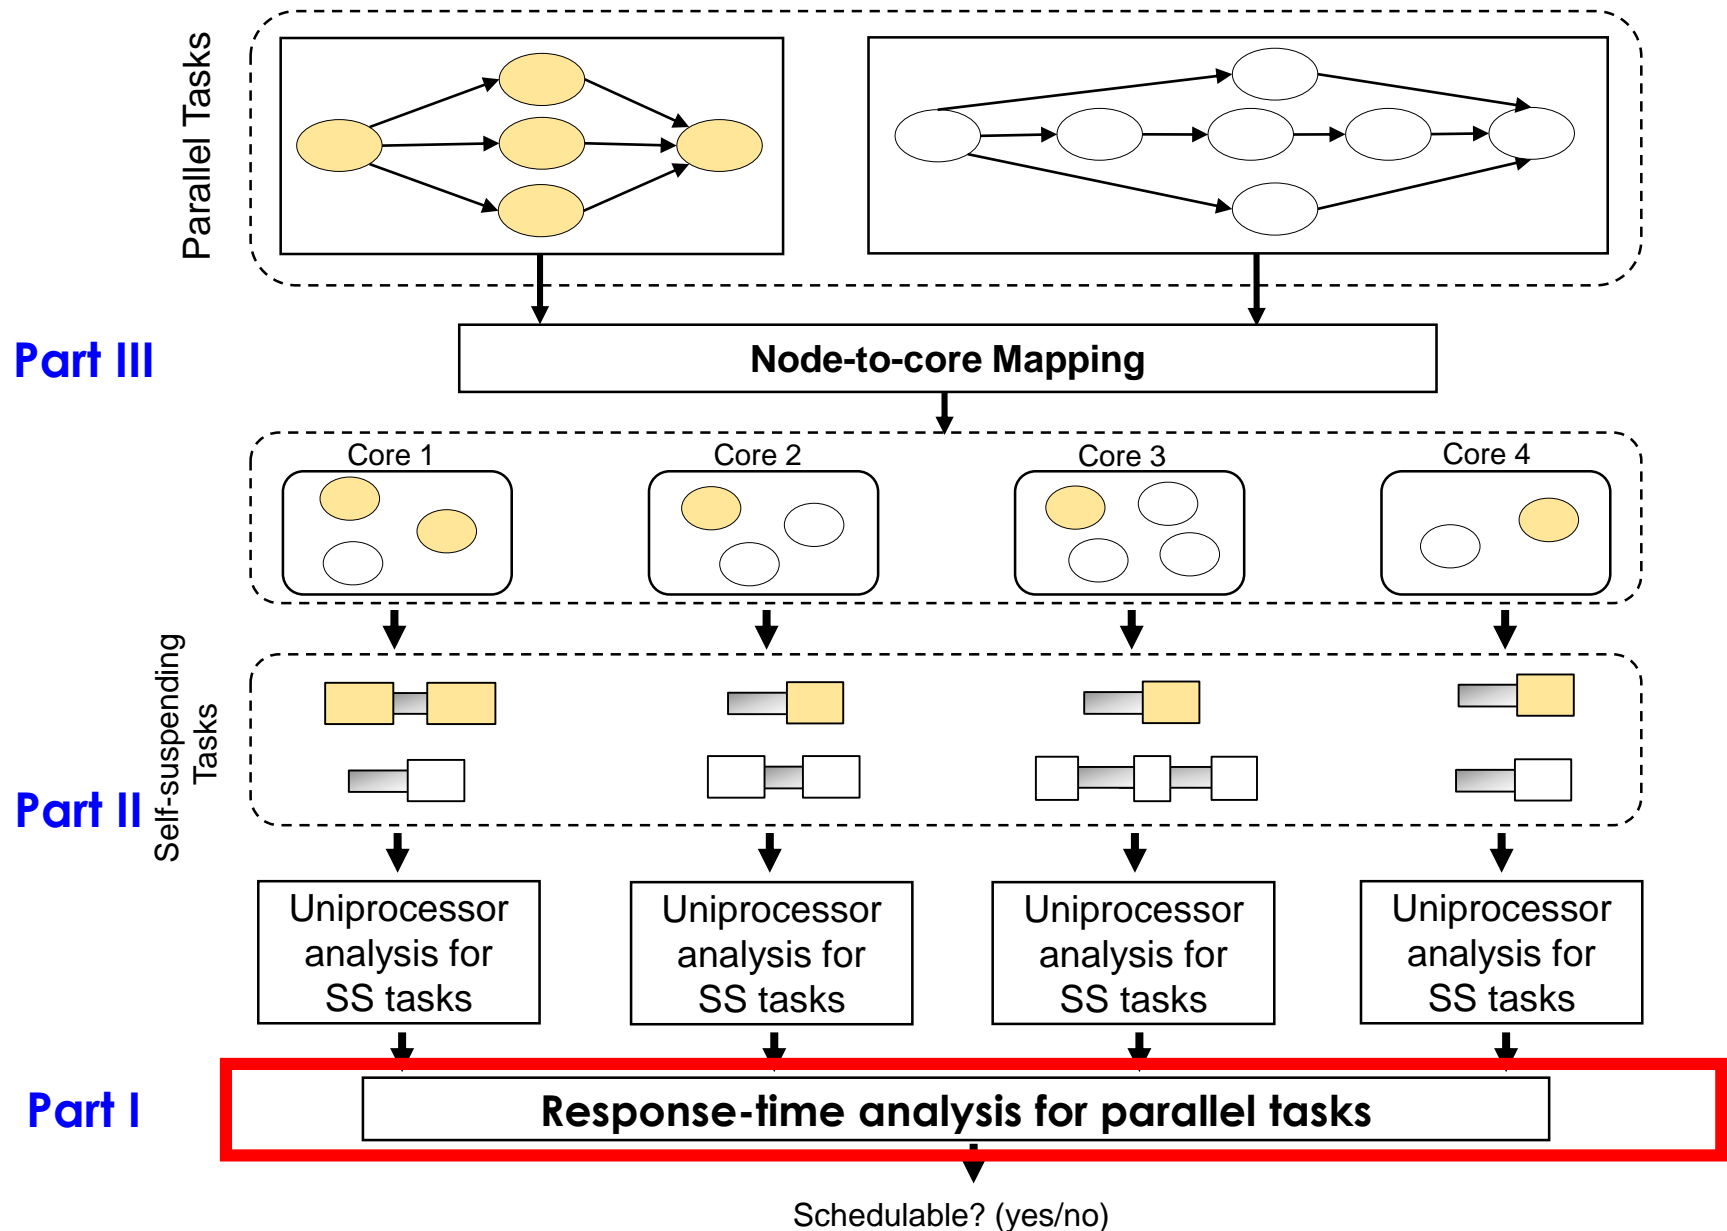 Parallel Tasks
Part III
Node-to-core Mapping
Core 1
Core 2
Core 3
Core 4
Self-suspending
Tasks
Part II
Uniprocessor
analysis for
SS tasks
Uniprocessor
analysis for
SS tasks
Uniprocessor
analysis for
SS tasks
Uniprocessor
analysis for
SS tasks
Part I
Response-time analysis for parallel tasks
Schedulable? (yes/no)